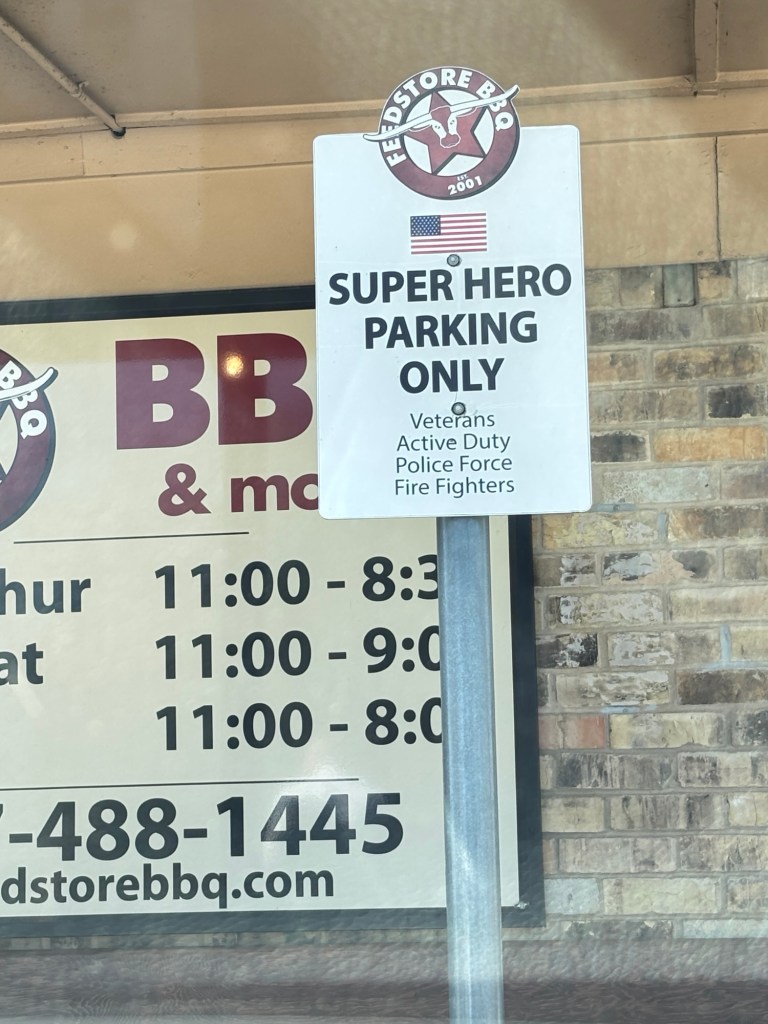 FEEDSTORE BBQ
EST.
2001
SUPER HERO
PARKING
ONLY
Veterans
Active Duty
Police Force
Fire Fighters
BBQ
BB
& mo
hur 11:00 - 8:3
at 11:00 - 9:0
11:00 - 8:0
-488-1445
dstorebbq.com